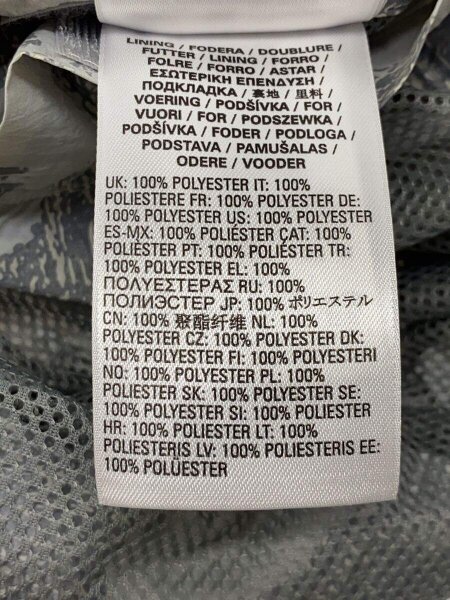 LINING / FODERA / DOUBLURE /
FUTTER / LINING / FORRO /
FOLRE / FORRO / ASTAR /
ΕΣΩΤΕΡΙΚΗ ΕΠΕΝΔΥΣΗ /
ПОДКЛАДКА / 裏地 / 里料 /
VOERING / PODŠÍVKA / FOR /
VUORI / FOR / PODSZEWKA /
PODŠÍVKA / FODER / PODLOGA /
PODSTAVA / PAMUŠALAS /
ODERE / VOODER
UK: 100% POLYESTER IT: 100%
POLIESTERE FR: 100% POLYESTER DE:
100% POLYESTER US: 100% POLYESTER
ES-MX: 100% POLIÉSTER CAT: 100%
POLIÈSTER PT: 100% POLIÉSTER TR:
100% POLYESTER EL: 100%
ΠΟΛΥΕΣΤΕΡΑΣ RU: 100%
ПОЛИЭСТЕР JP: 100% ポリエステル
CN: 100% 聚酯纤维 NL: 100%
POLYESTER CZ: 100% POLYESTER DK:
100% POLYESTER FI: 100% POLYESTERI
NO: 100% POLYESTER PL: 100%
POLIESTER SK: 100% POLYESTER SE:
100% POLYESTER SI: 100% POLIESTER
HR: 100% POLIESTER LT: 100%
POLIESTERIS LV: 100% POLIESTERIS EE:
100% POLÜESTER